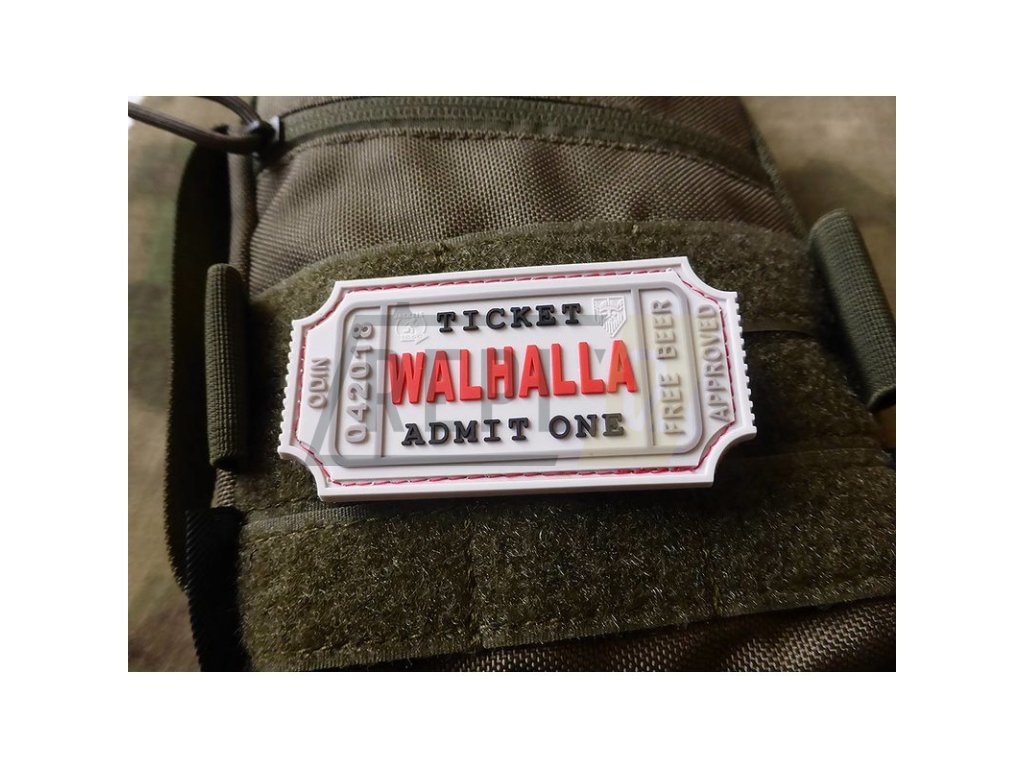 ODIN
042018
TICKET
WALHALLA
ADMIT ONE
FREE BEER
APPROVED